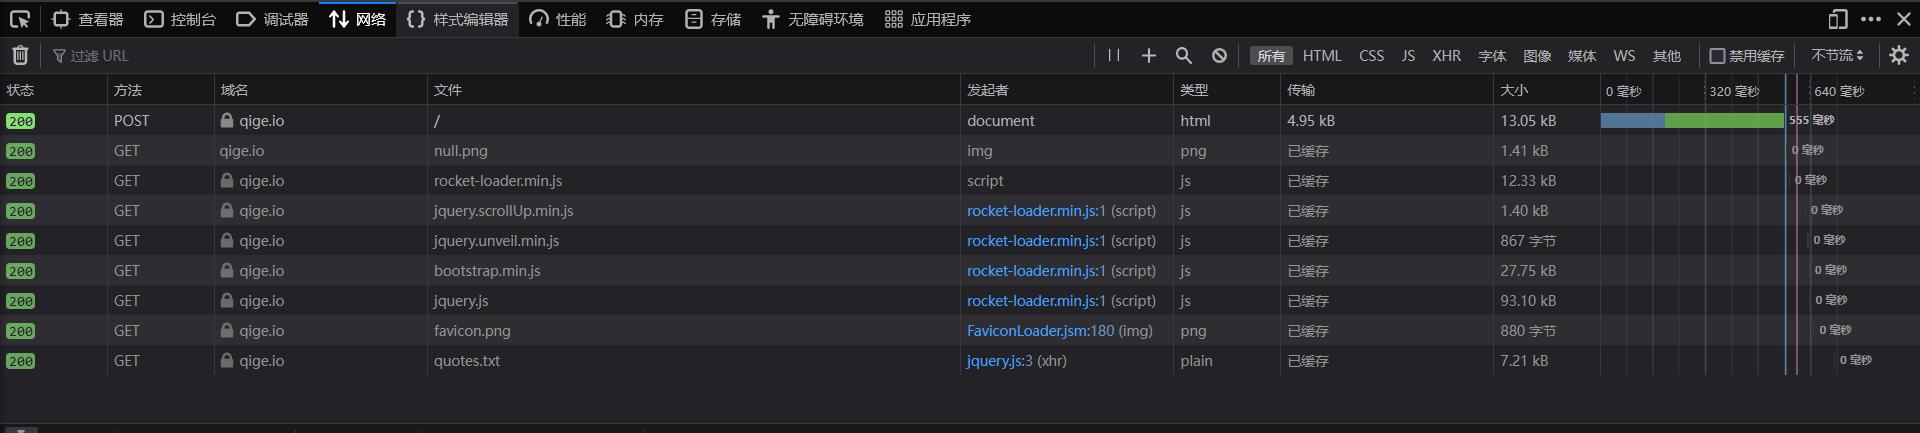 查看器 控制台 调试器 网络 样式编辑器 性能 内存 存储 无障碍环境 应用程序
过滤 URL 所有 HTML CSS JS XHR 字体 图像 媒体 WS 其他 禁用缓存 不节流
状态 方法 域名 文件 发起者 类型 传输 大小 0 毫秒 320 毫秒 640 毫秒
200 POST qige.io / document html 4.95 kB 13.05 kB 555 毫秒
200 GET qige.io null.png img png 已缓存 1.41 kB 0 毫秒
200 GET qige.io rocket-loader.min.js script js 已缓存 12.33 kB 0 毫秒
200 GET qige.io jquery.scrollUp.min.js rocket-loader.min.js:1 (script) js 已缓存 1.40 kB 0 毫秒
200 GET qige.io jquery.unveil.min.js rocket-loader.min.js:1 (script) js 已缓存 867 字节 0 毫秒
200 GET qige.io bootstrap.min.js rocket-loader.min.js:1 (script) js 已缓存 27.75 kB 0 毫秒
200 GET qige.io jquery.js rocket-loader.min.js:1 (script) js 已缓存 93.10 kB 0 毫秒
200 GET qige.io favicon.png FaviconLoader.jsm:180 (img) png 已缓存 880 字节 0 毫秒
200 GET qige.io quotes.txt jquery.js:3 (xhr) plain 已缓存 7.21 kB 0 毫秒